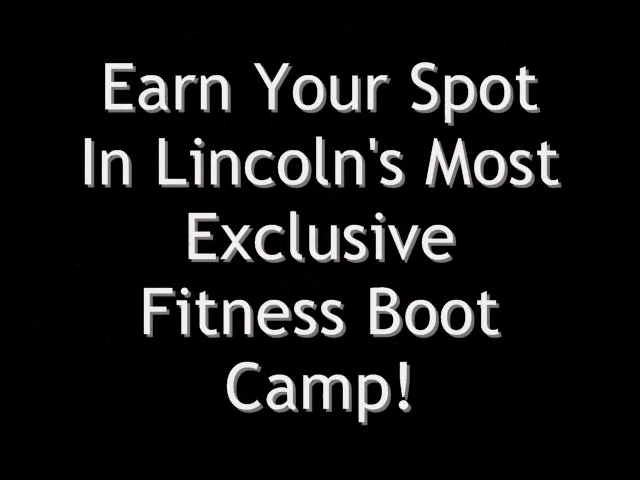 Earn Your Spot
In Lincoln's Most
Exclusive
Fitness Boot
Camp!